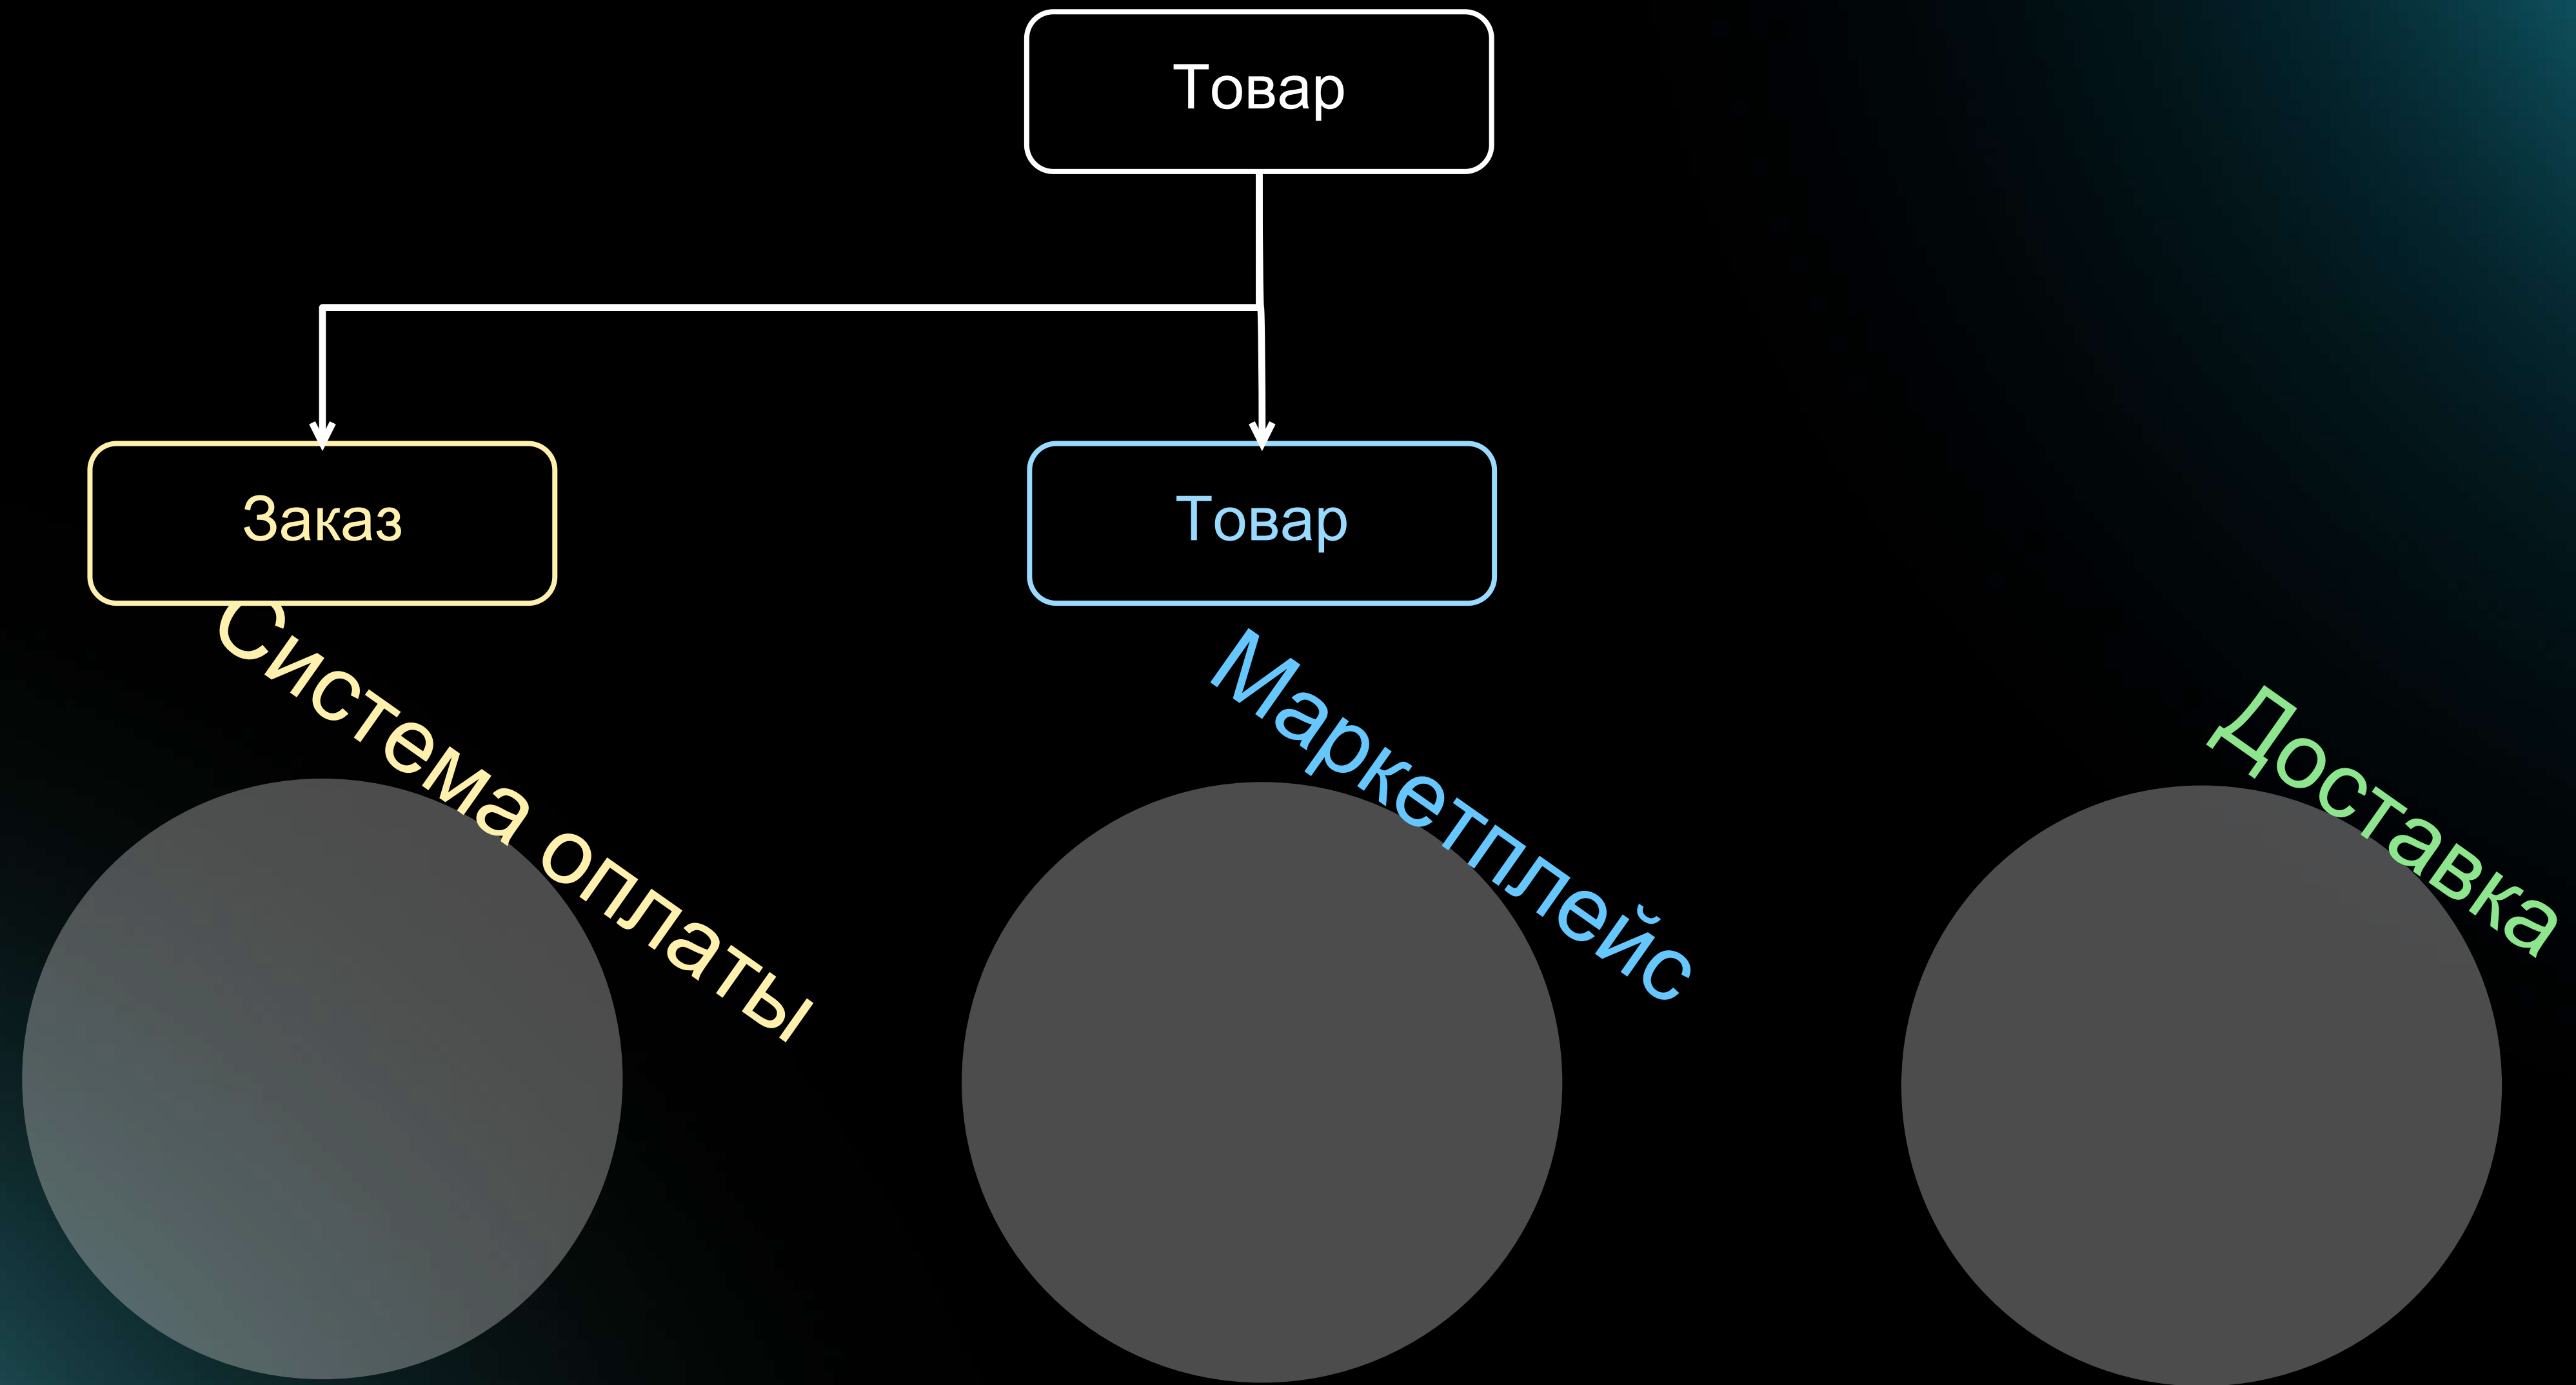 Товар
Заказ
Товар
Система оплаты
Маркетплейс
Доставка